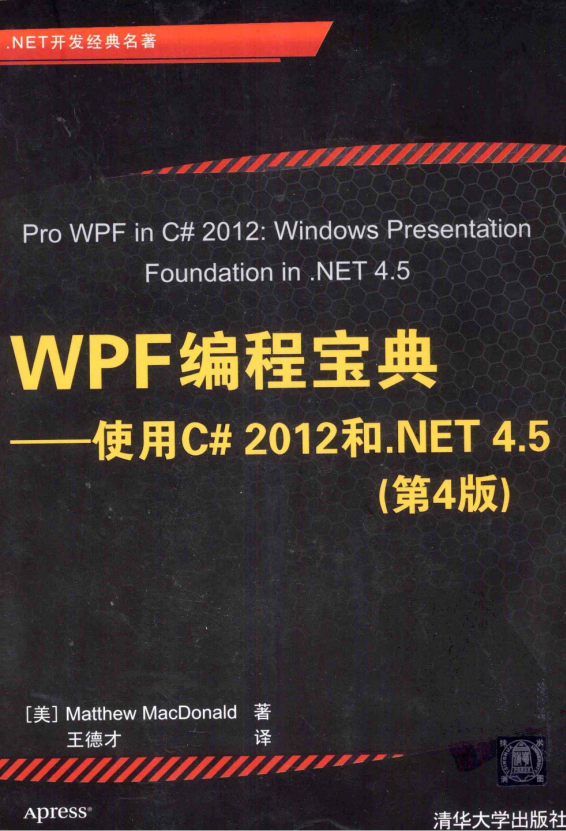 .NET开发经典名著
Pro WPF in C# 2012: Windows Presentation
Foundation in .NET 4.5
WPF编程宝典
——使用C# 2012和.NET 4.5
(第4版)
[美] Matthew MacDonald 著
王德才 译
Apress®
清华大学出版社